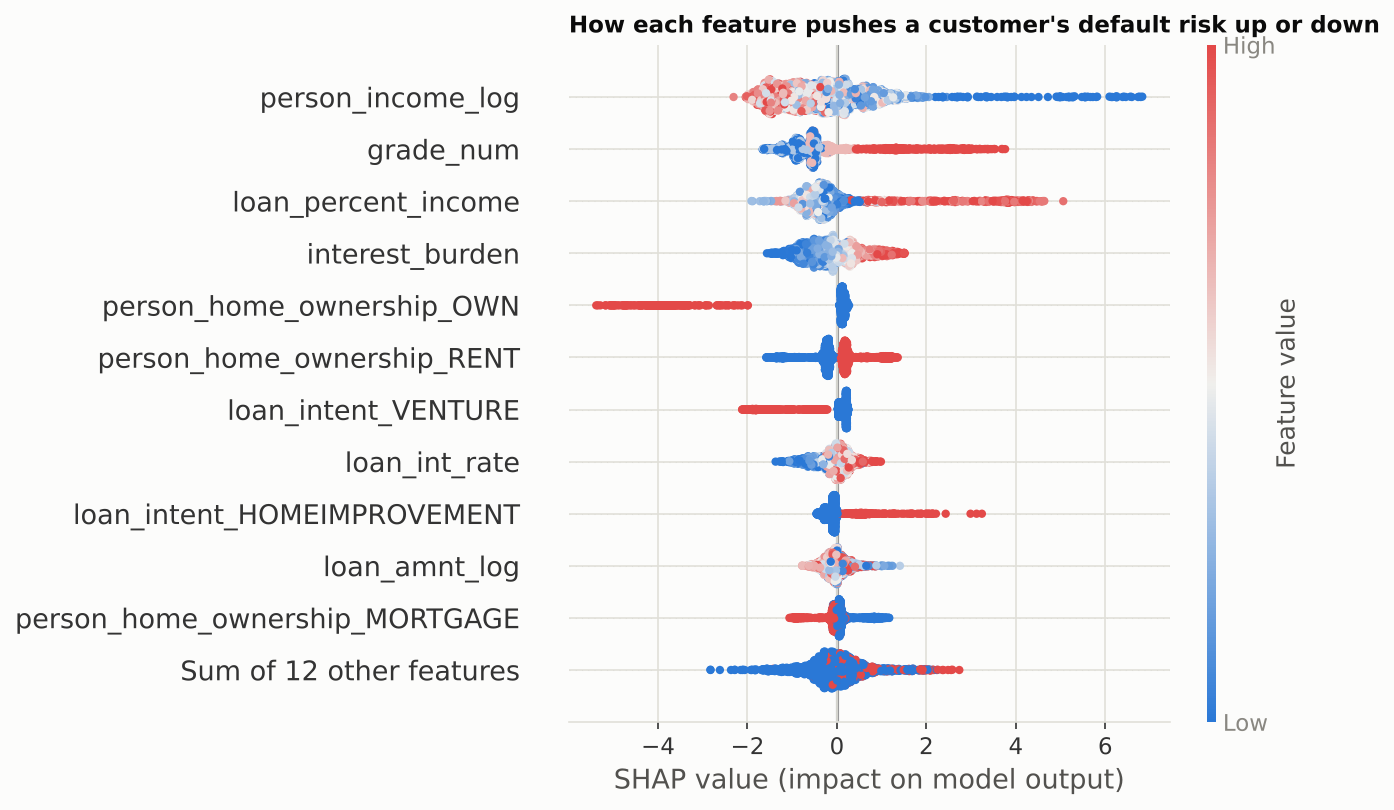 How each feature pushes a customer's default risk up or down
High
person_income_log
grade_num
loan_percent_income
interest_burden
person_home_ownership_OWN
person_home_ownership_RENT
loan_intent_VENTURE
loan_int_rate
loan_intent_HOMEIMPROVEMENT
loan_amnt_log
person_home_ownership_MORTGAGE
Sum of 12 other features
Feature value
Low
−4 −2 0 2 4 6
SHAP value (impact on model output)